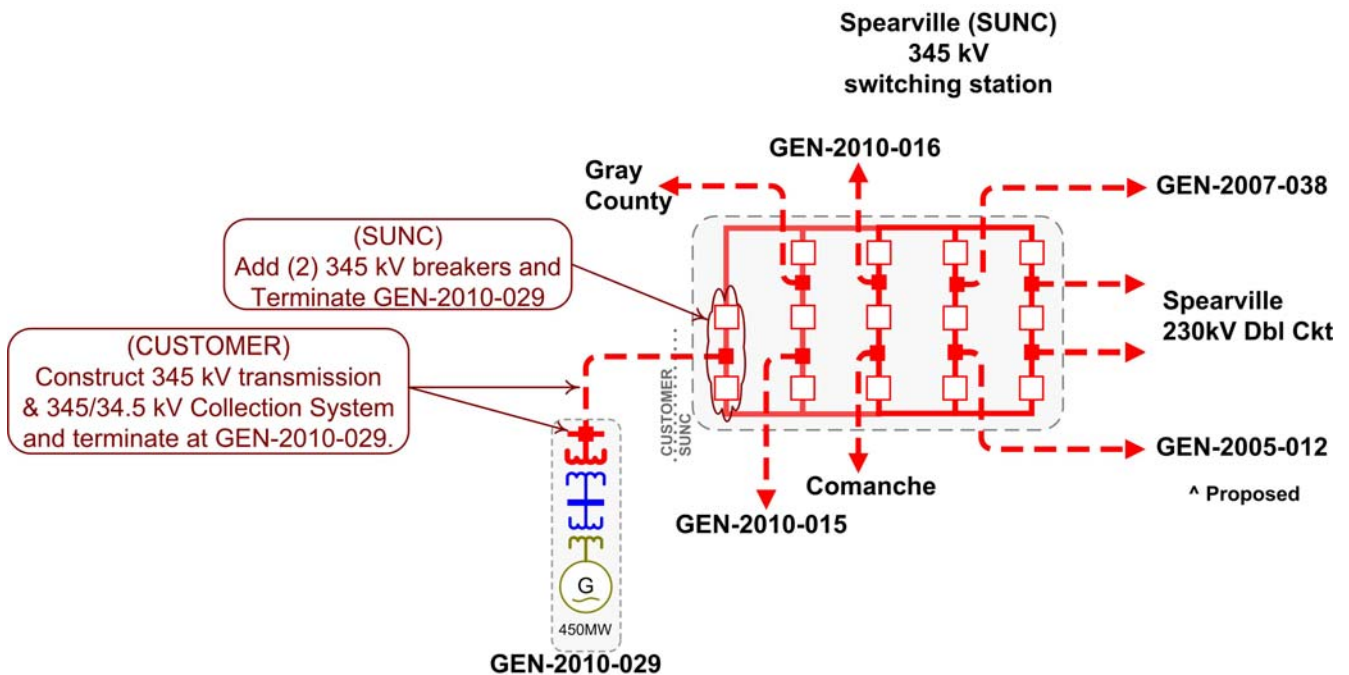 Spearville (SUNC)
345 kV
switching station
GEN-2010-016
Gray
County
GEN-2007-038
(SUNC)
Add (2) 345 kV breakers and
Terminate GEN-2010-029
Spearville
230kV Dbl Ckt
(CUSTOMER)
Construct 345 kV transmission
& 345/34.5 kV Collection System
and terminate at GEN-2010-029.
CUSTOMER
SUNC
GEN-2005-012
Comanche
^ Proposed
GEN-2010-015
G
450MW
GEN-2010-029